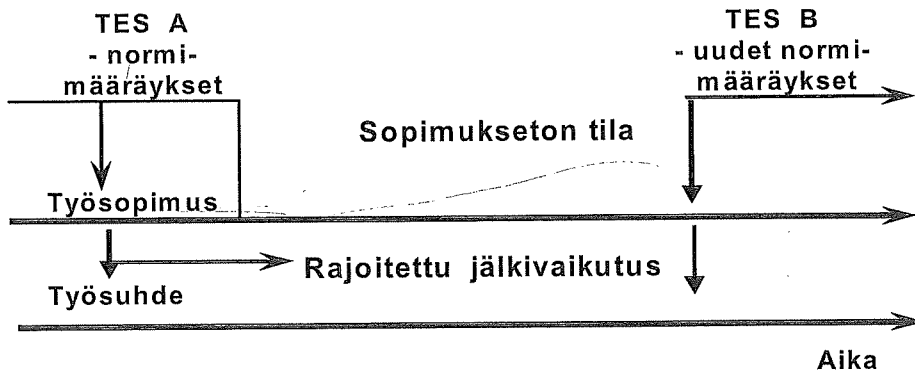 TES A
- normi-
määräykset
TES B
- uudet normi-
määräykset
Sopimukseton tila
Työsopimus
Rajoitettu jälkivaikutus
Työsuhde
Aika